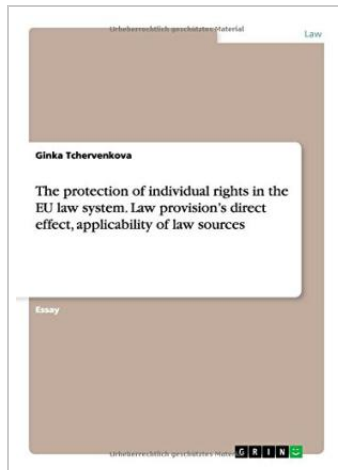 Urheberrechtlich geschütztes Material
Law
Ginka Tchervenkova
The protection of individual rights in the
EU law system. Law provision's direct
effect, applicability of law sources
Essay
Urheberrechtlich geschütztes Mater
GRIN